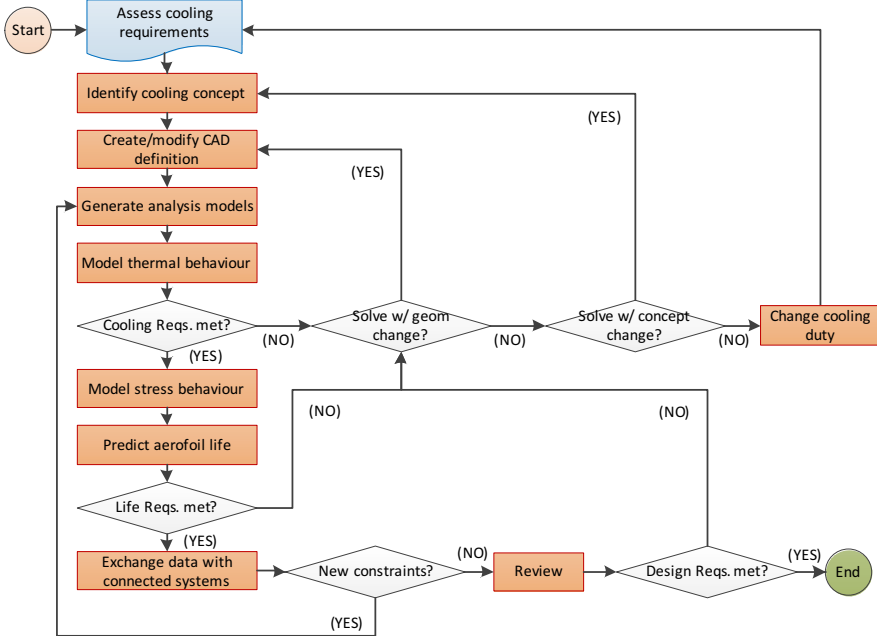 Start
Assess cooling
requirements
Identify cooling concept
(YES)
Create/modify CAD
definition
(YES)
Generate analysis models
Model thermal behaviour
Cooling Reqs. met?
(NO)
Solve w/ geom
change?
(NO)
Solve w/ concept
change?
(NO)
Change cooling
duty
(YES)
Model stress behaviour
(NO)
(NO)
Predict aerofoil life
Life Reqs. met?
(YES)
Exchange data with
connected systems
New constraints?
(NO)
Review
Design Reqs. met?
(YES)
End
(YES)